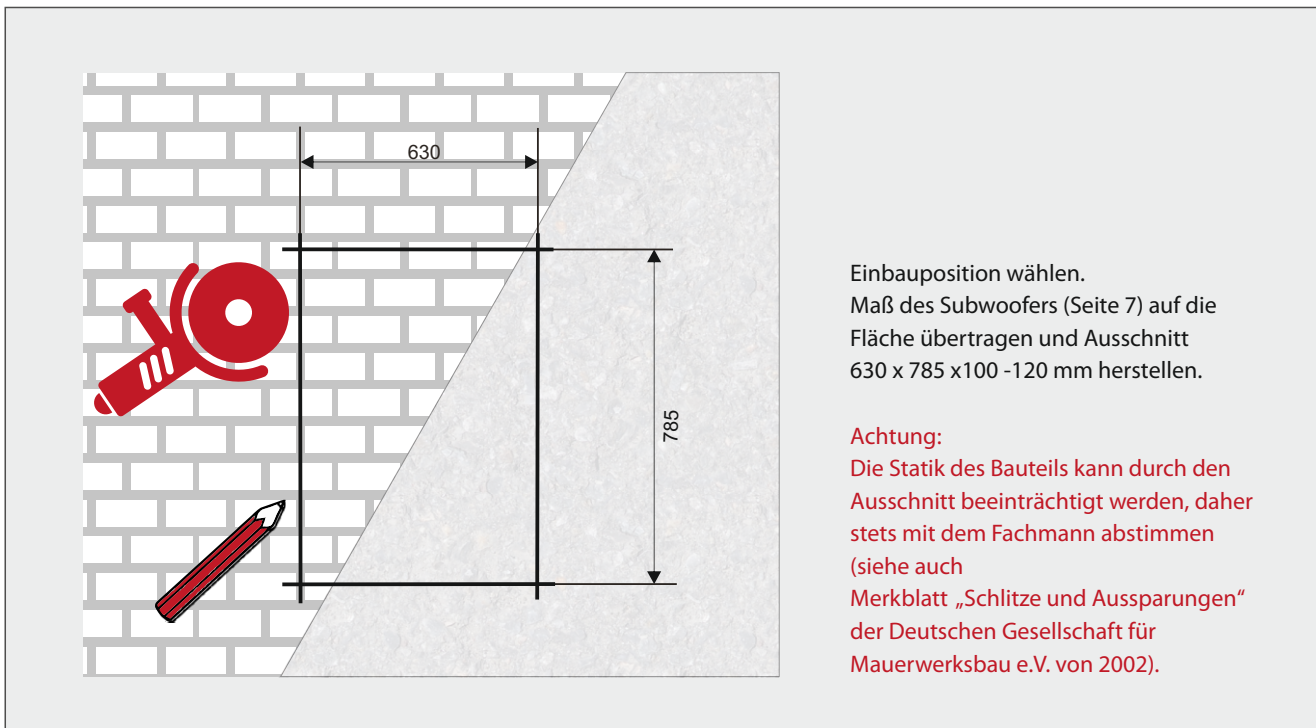 630
785
Einbauposition wählen.
Maß des Subwoofers (Seite 7) auf die
Fläche übertragen und Ausschnitt
630 x 785 x100 -120 mm herstellen.
Achtung:
Die Statik des Bauteils kann durch den
Ausschnitt beeinträchtigt werden, daher
stets mit dem Fachmann abstimmen
(siehe auch
Merkblatt „Schlitze und Aussparungen“
der Deutschen Gesellschaft für
Mauerwerksbau e.V. von 2002).